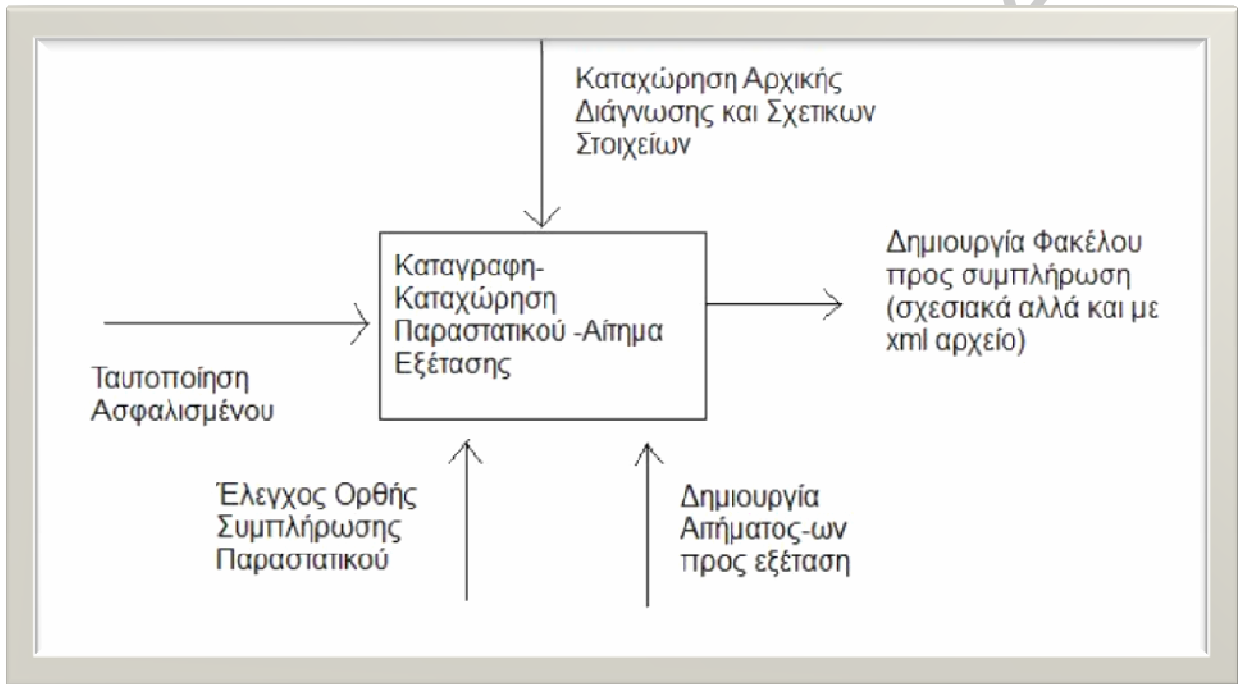 Καταχώρηση Αρχικής
Διάγνωσης και Σχετικων
Στοιχείων
Καταγραφη-
Καταχώρηση
Παραστατικού -Αίτημα
Εξέτασης
Δημιουργία Φακέλου
προς συμπλήρωση
(σχεσιακά αλλά και με
xml αρχείο)
Ταυτοποίηση
Ασφαλισμένου
Έλεγχος Ορθής
Συμπλήρωσης
Παραστατικού
Δημιουργία
Αιτήματος-ων
προς εξέταση